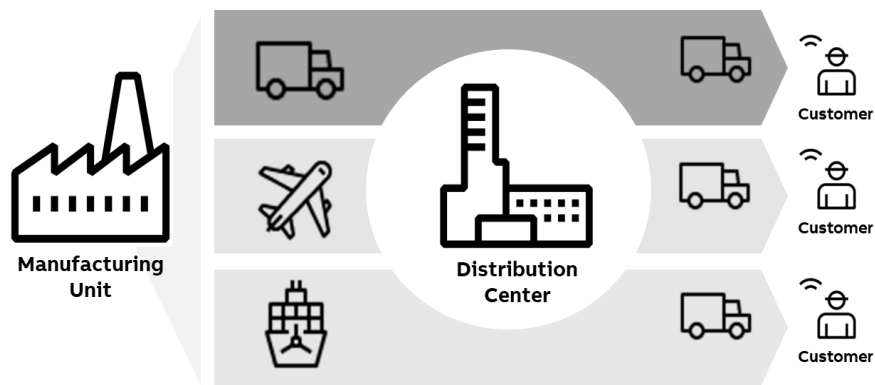 Manufacturing
Unit
Distribution
Center
Customer
Customer
Customer